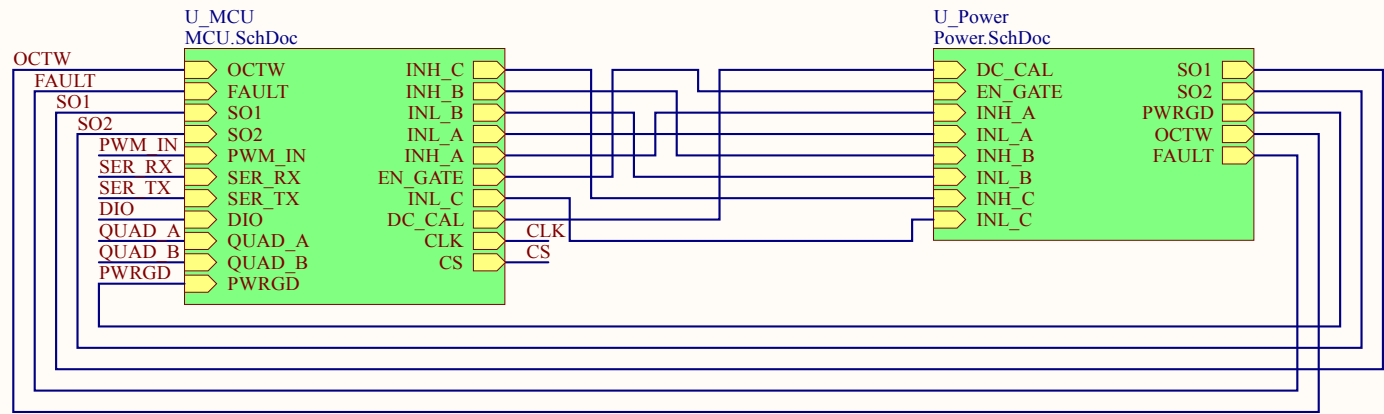 U_MCU
MCU.SchDoc
OCTW
FAULT
SO1
SO2
PWM_IN
SER_RX
SER_TX
DIO
QUAD_A
QUAD_B
PWRGD
OCTW
FAULT
SO1
SO2
PWM_IN
SER_RX
SER_TX
DIO
QUAD_A
QUAD_B
PWRGD
INH_C
INH_B
INL_B
INL_A
INH_A
EN_GATE
INL_C
DC_CAL
CLK
CS
CLK
CS
U_Power
Power.SchDoc
DC_CAL
EN_GATE
INH_A
INL_A
INH_B
INL_B
INH_C
INL_C
SO1
SO2
PWRGD
OCTW
FAULT